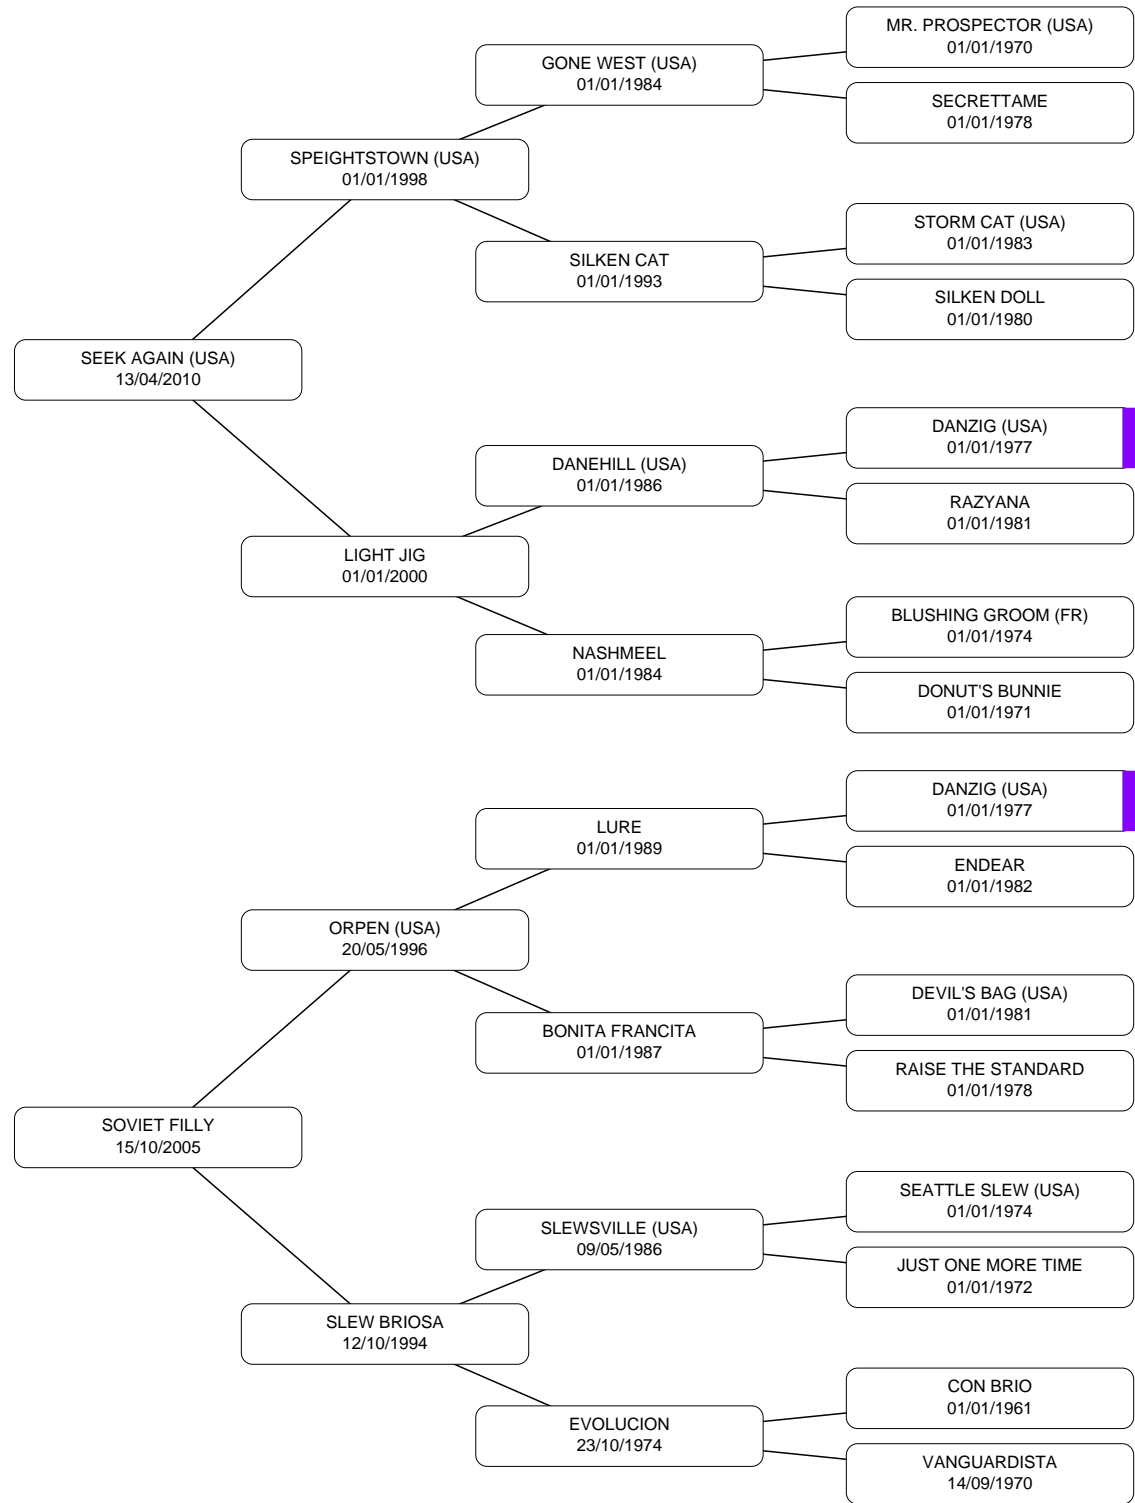 MR. PROSPECTOR (USA)
01/01/1970
GONE WEST (USA)
01/01/1984
SECRETTAME
01/01/1978
SPEIGHTSTOWN (USA)
01/01/1998
STORM CAT (USA)
01/01/1983
SILKEN CAT
01/01/1993
SILKEN DOLL
01/01/1980
SEEK AGAIN (USA)
13/04/2010
DANZIG (USA)
01/01/1977
DANEHILL (USA)
01/01/1986
RAZYANA
01/01/1981
LIGHT JIG
01/01/2000
BLUSHING GROOM (FR)
01/01/1974
NASHMEEL
01/01/1984
DONUT'S BUNNIE
01/01/1971
DANZIG (USA)
01/01/1977
LURE
01/01/1989
ENDEAR
01/01/1982
ORPEN (USA)
20/05/1996
DEVIL'S BAG (USA)
01/01/1981
BONITA FRANCITA
01/01/1987
RAISE THE STANDARD
01/01/1978
SOVIET FILLY
15/10/2005
SEATTLE SLEW (USA)
01/01/1974
SLEWSVILLE (USA)
09/05/1986
JUST ONE MORE TIME
01/01/1972
SLEW BRIOSA
12/10/1994
CON BRIO
01/01/1961
EVOLUCION
23/10/1974
VANGUARDISTA
14/09/1970